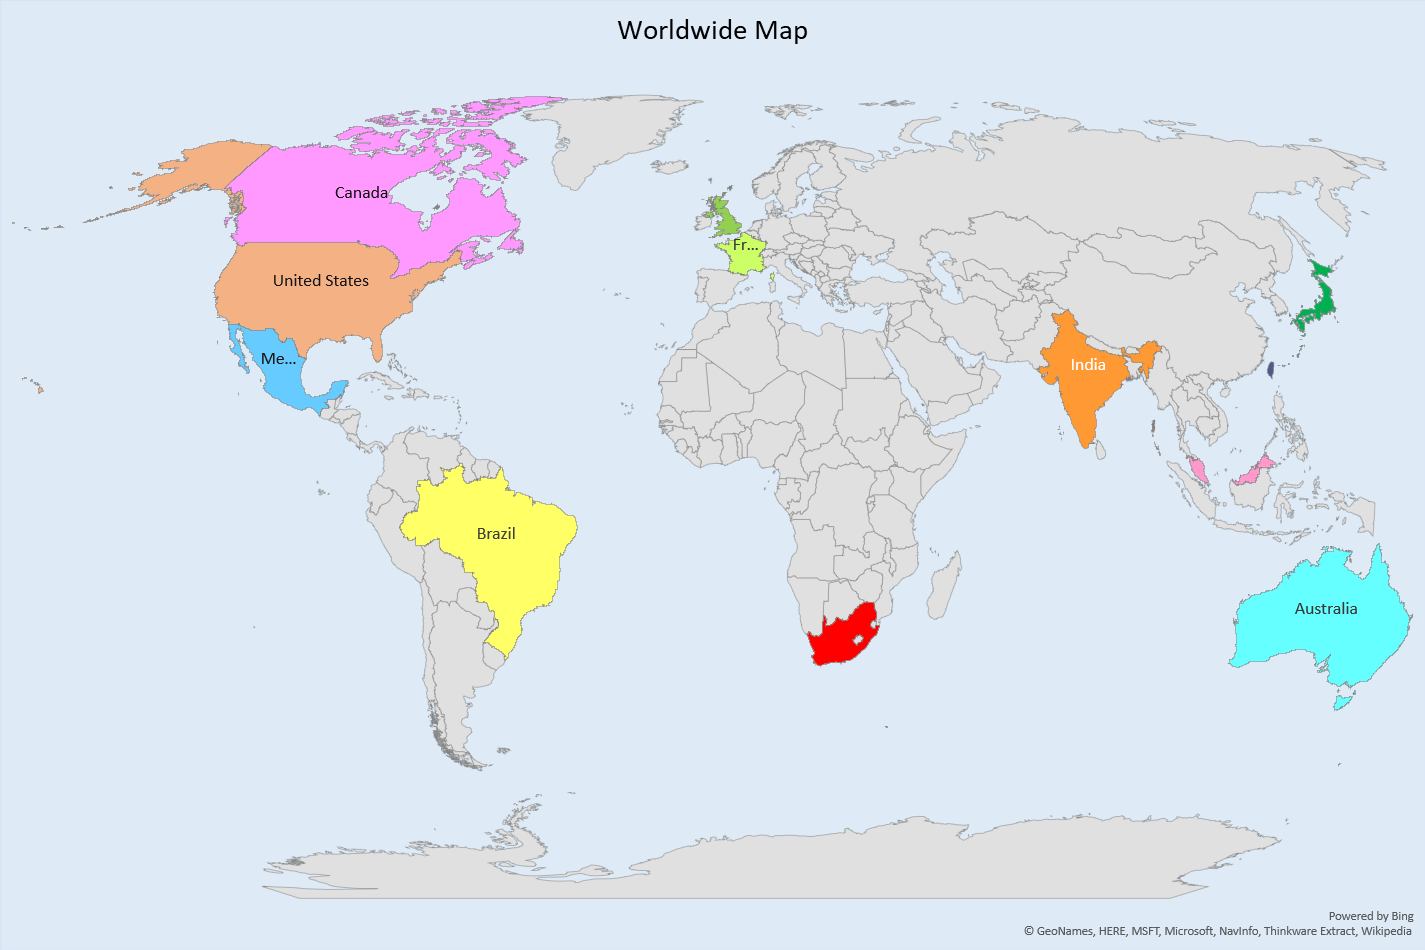 Worldwide Map
Canada
Fr...
United States
Me...
India
Brazil
Australia
Powered by Bing
© GeoNames, HERE, MSFT, Microsoft, NavInfo, Thinkware Extract, Wikipedia